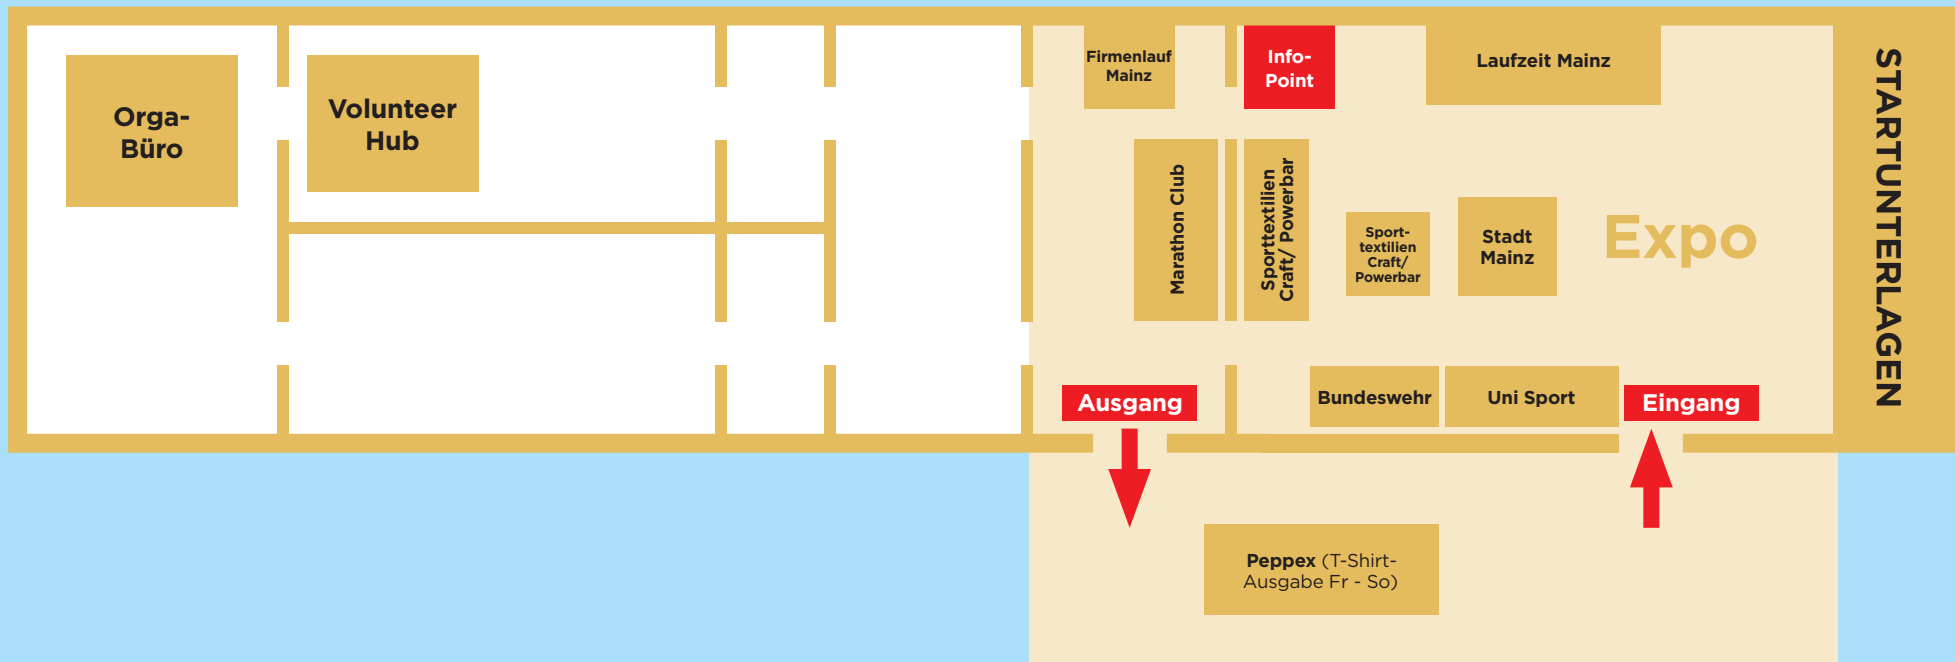 Orga-
Büro
Volunteer
Hub
Firmenlauf
Mainz
Info-
Point
Laufzeit Mainz
Marathon Club
Sporttextilien
Craft/ Powerbar
Sport-
textilien
Craft/
Powerbar
Stadt
Mainz
Expo
STARTUNTERLAGEN
Ausgang
Bundeswehr
Uni Sport
Eingang
Peppex (T-Shirt-
Ausgabe Fr - So)